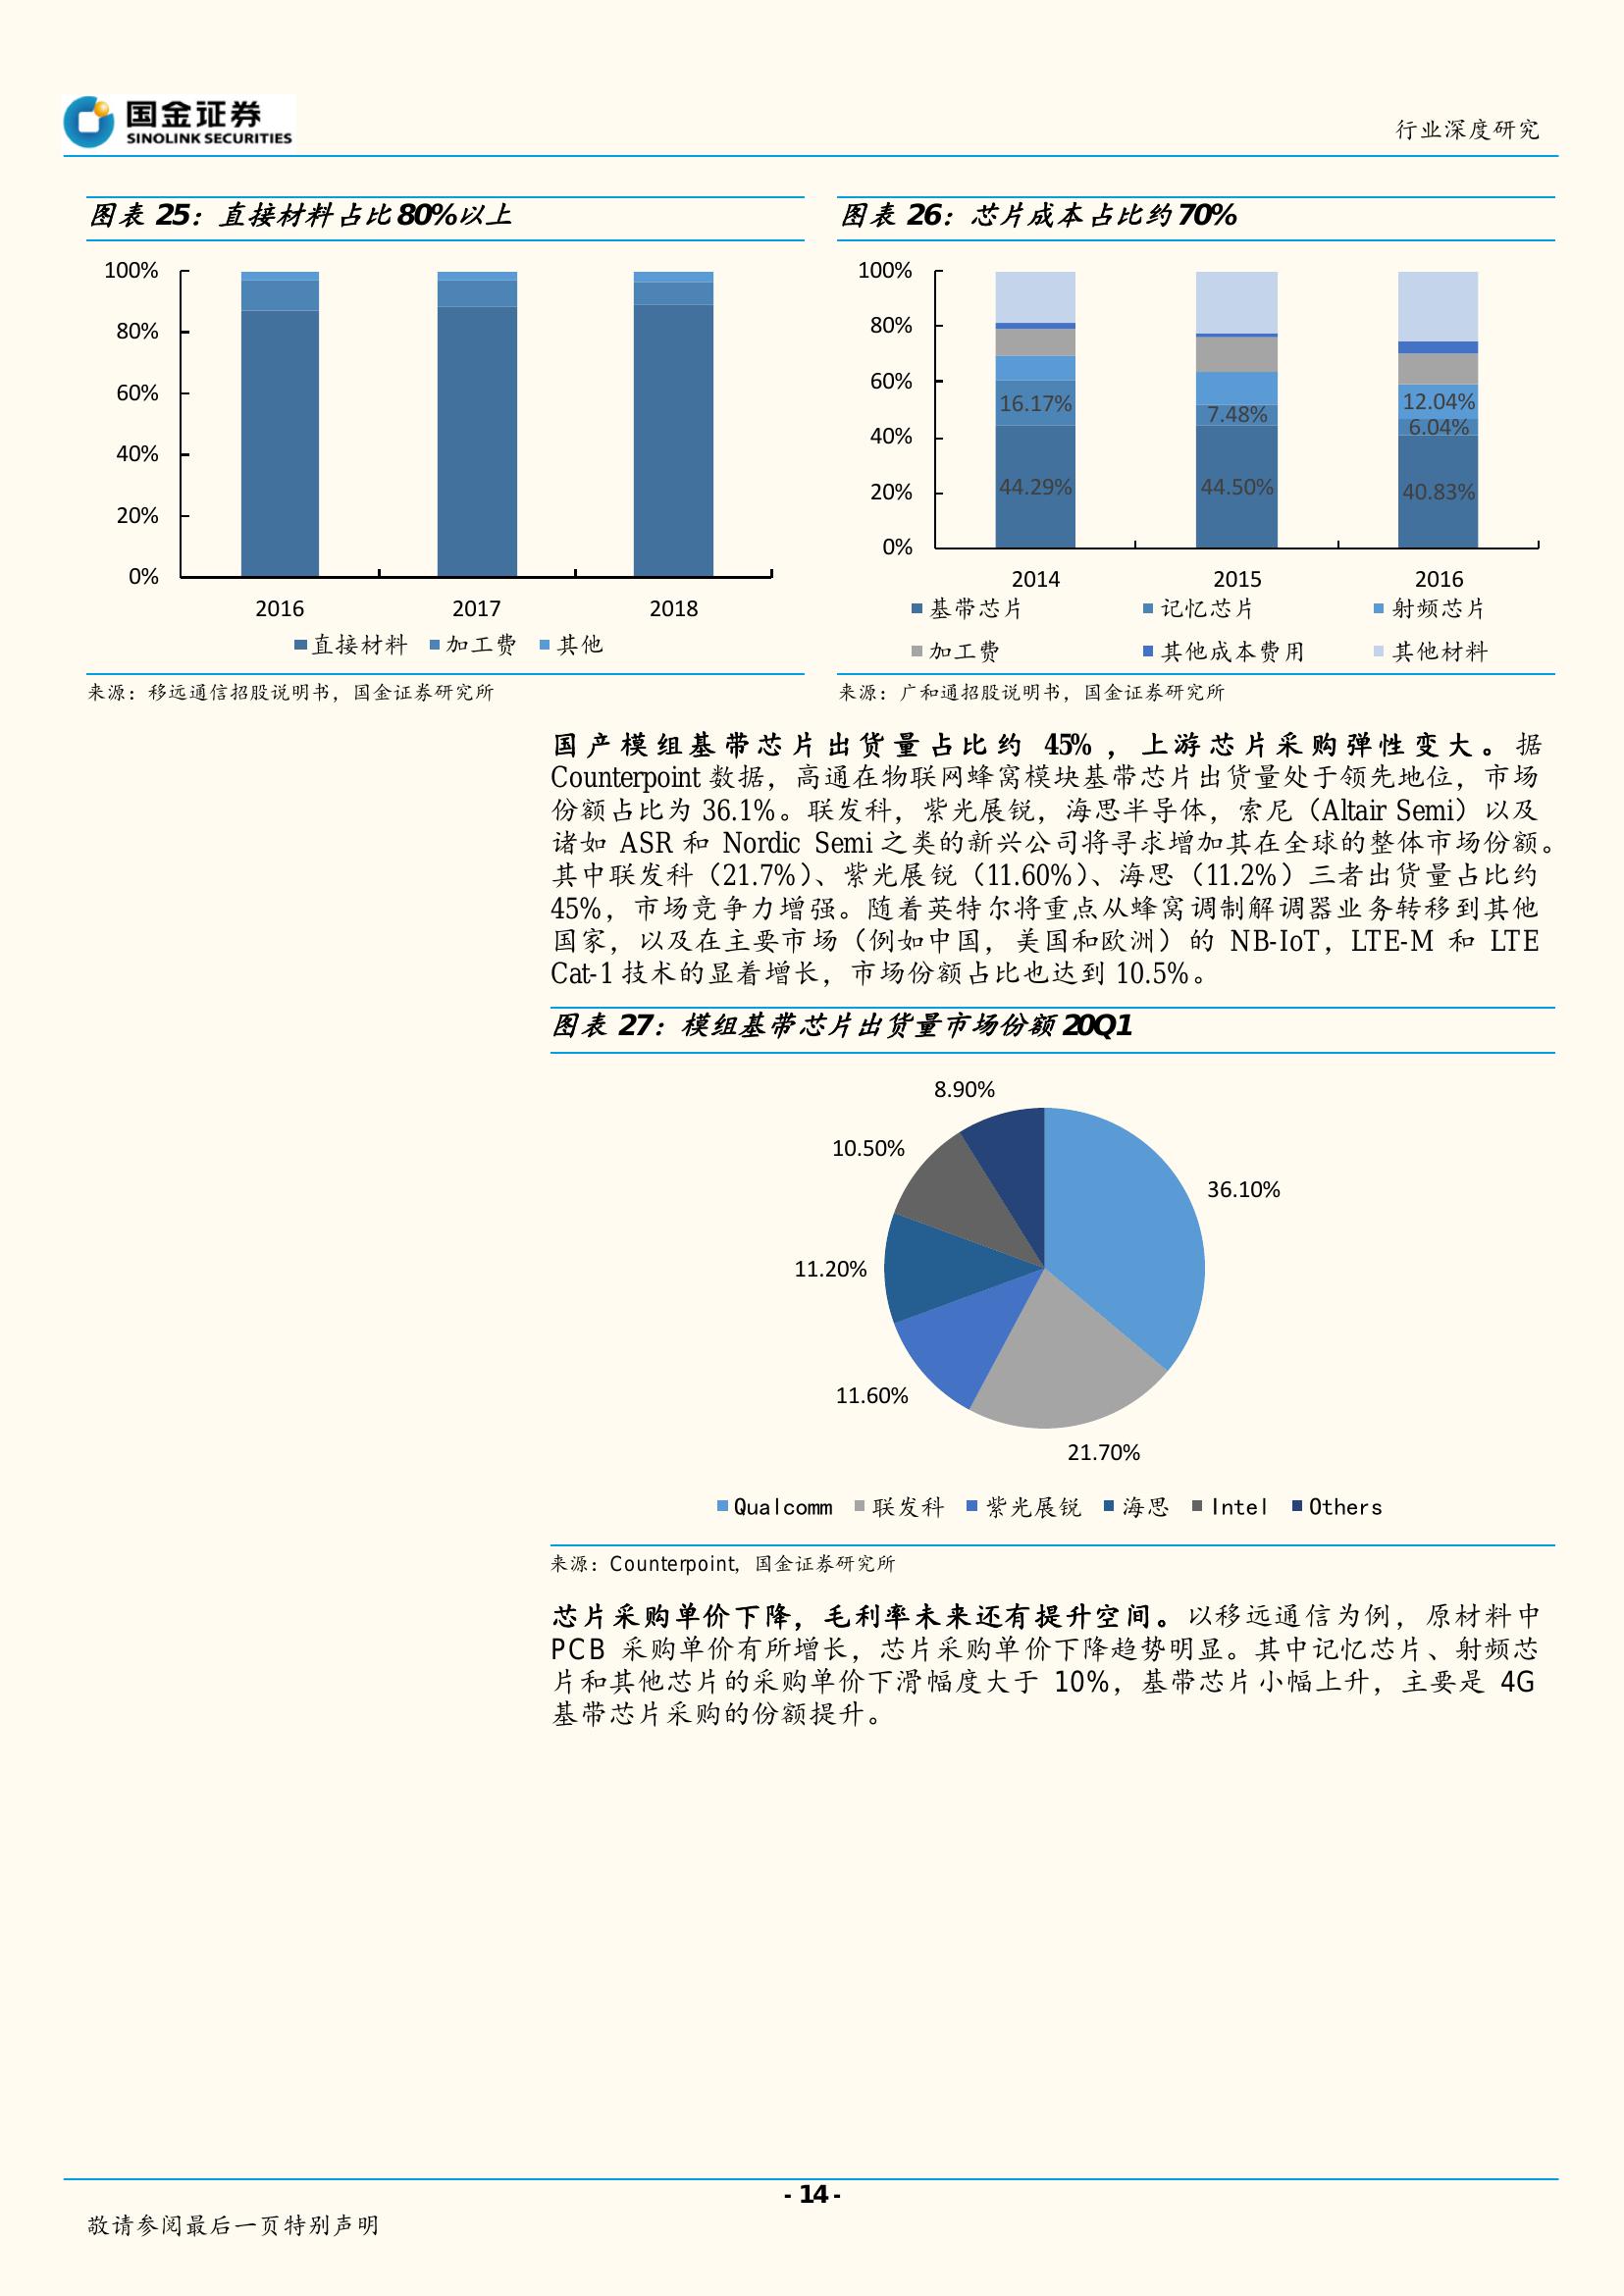 国金证券
SINOLINK SECURITIES
行业深度研究
图表 25：直接材料占比 80%以上
100%
80%
60%
40%
20%
0%
2016 2017 2018
直接材料 加工费 其他
来源：移远通信招股说明书，国金证券研究所
图表 26：芯片成本占比约 70%
100%
80%
60%
40%
20%
0%
16.17%
44.29%
7.48%
44.50%
12.04%
6.04%
40.83%
2014 2015 2016
基带芯片 记忆芯片 射频芯片
加工费 其他成本费用 其他材料
来源：广和通招股说明书，国金证券研究所
国产模组基带芯片出货量占比约 45%，上游芯片采购弹性变大。据
Counterpoint 数据，高通在物联网蜂窝模块基带芯片出货量处于领先地位，市场
份额占比为 36.1%。联发科，紫光展锐，海思半导体，索尼（Altair Semi）以及
诸如 ASR 和 Nordic Semi 之类的新兴公司将寻求增加其在全球的整体市场份额。
其中联发科（21.7%）、紫光展锐（11.60%）、海思（11.2%）三者出货量占比约
45%，市场竞争力增强。随着英特尔将重点从蜂窝调制解调器业务转移到其他
国家，以及在主要市场（例如中国，美国和欧洲）的 NB-IoT，LTE-M 和 LTE
Cat-1 技术的显着增长，市场份额占比也达到 10.5%。
图表 27：模组基带芯片出货量市场份额 20Q1
8.90%
10.50%
36.10%
11.20%
11.60%
21.70%
Qualcomm 联发科 紫光展锐 海思 Intel Others
来源：Counterpoint，国金证券研究所
芯片采购单价下降，毛利率未来还有提升空间。以移远通信为例，原材料中
PCB 采购单价有所增长，芯片采购单价下降趋势明显。其中记忆芯片、射频芯
片和其他芯片的采购单价下滑幅度大于 10%，基带芯片小幅上升，主要是 4G
基带芯片采购的份额提升。
- 14 -
敬请参阅最后一页特别声明